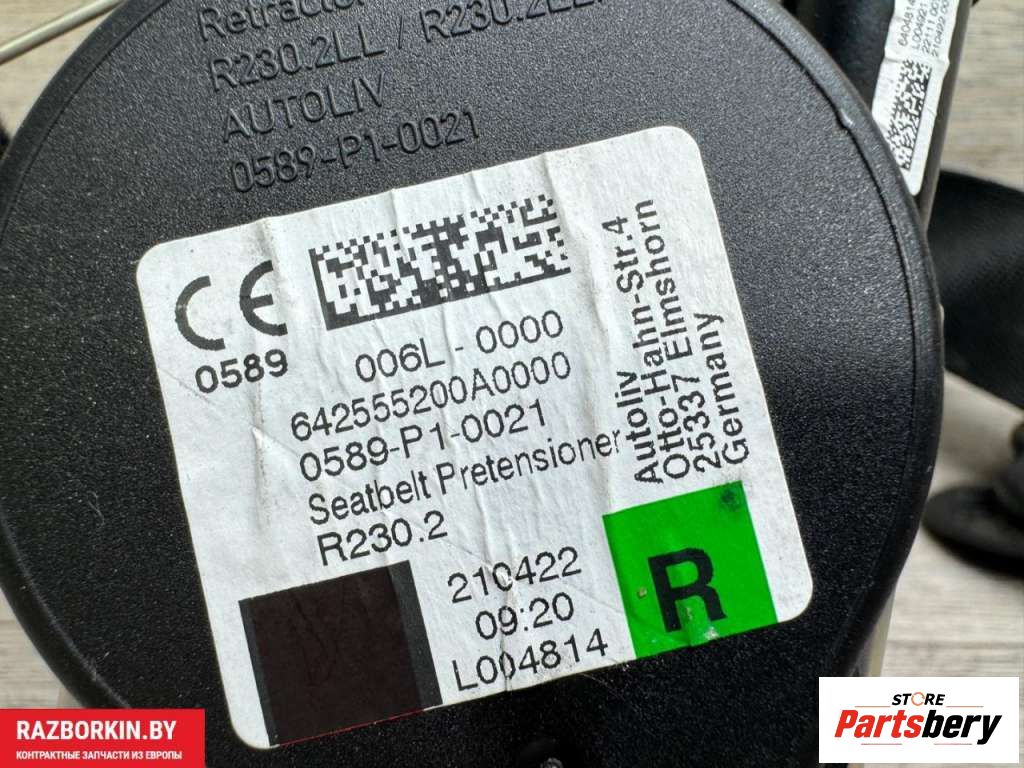 Retractor
R230.2LL / R230.2LL
AUTOLIV
0589-P1-0021
CE
0589
006L - 0000
642555200A0000
0589-P1-0021
Seatbelt Pretensioner
R230.2
210422
09:20
L004814
Autoliv
Otto-Hahn-Str.4
25337 Elmshorn
Germany
R
RAZBORKIN.BY
КОНТРАКТНЫЕ ЗАПЧАСТИ ИЗ ЕВРОПЫ
STORE
Partsbery